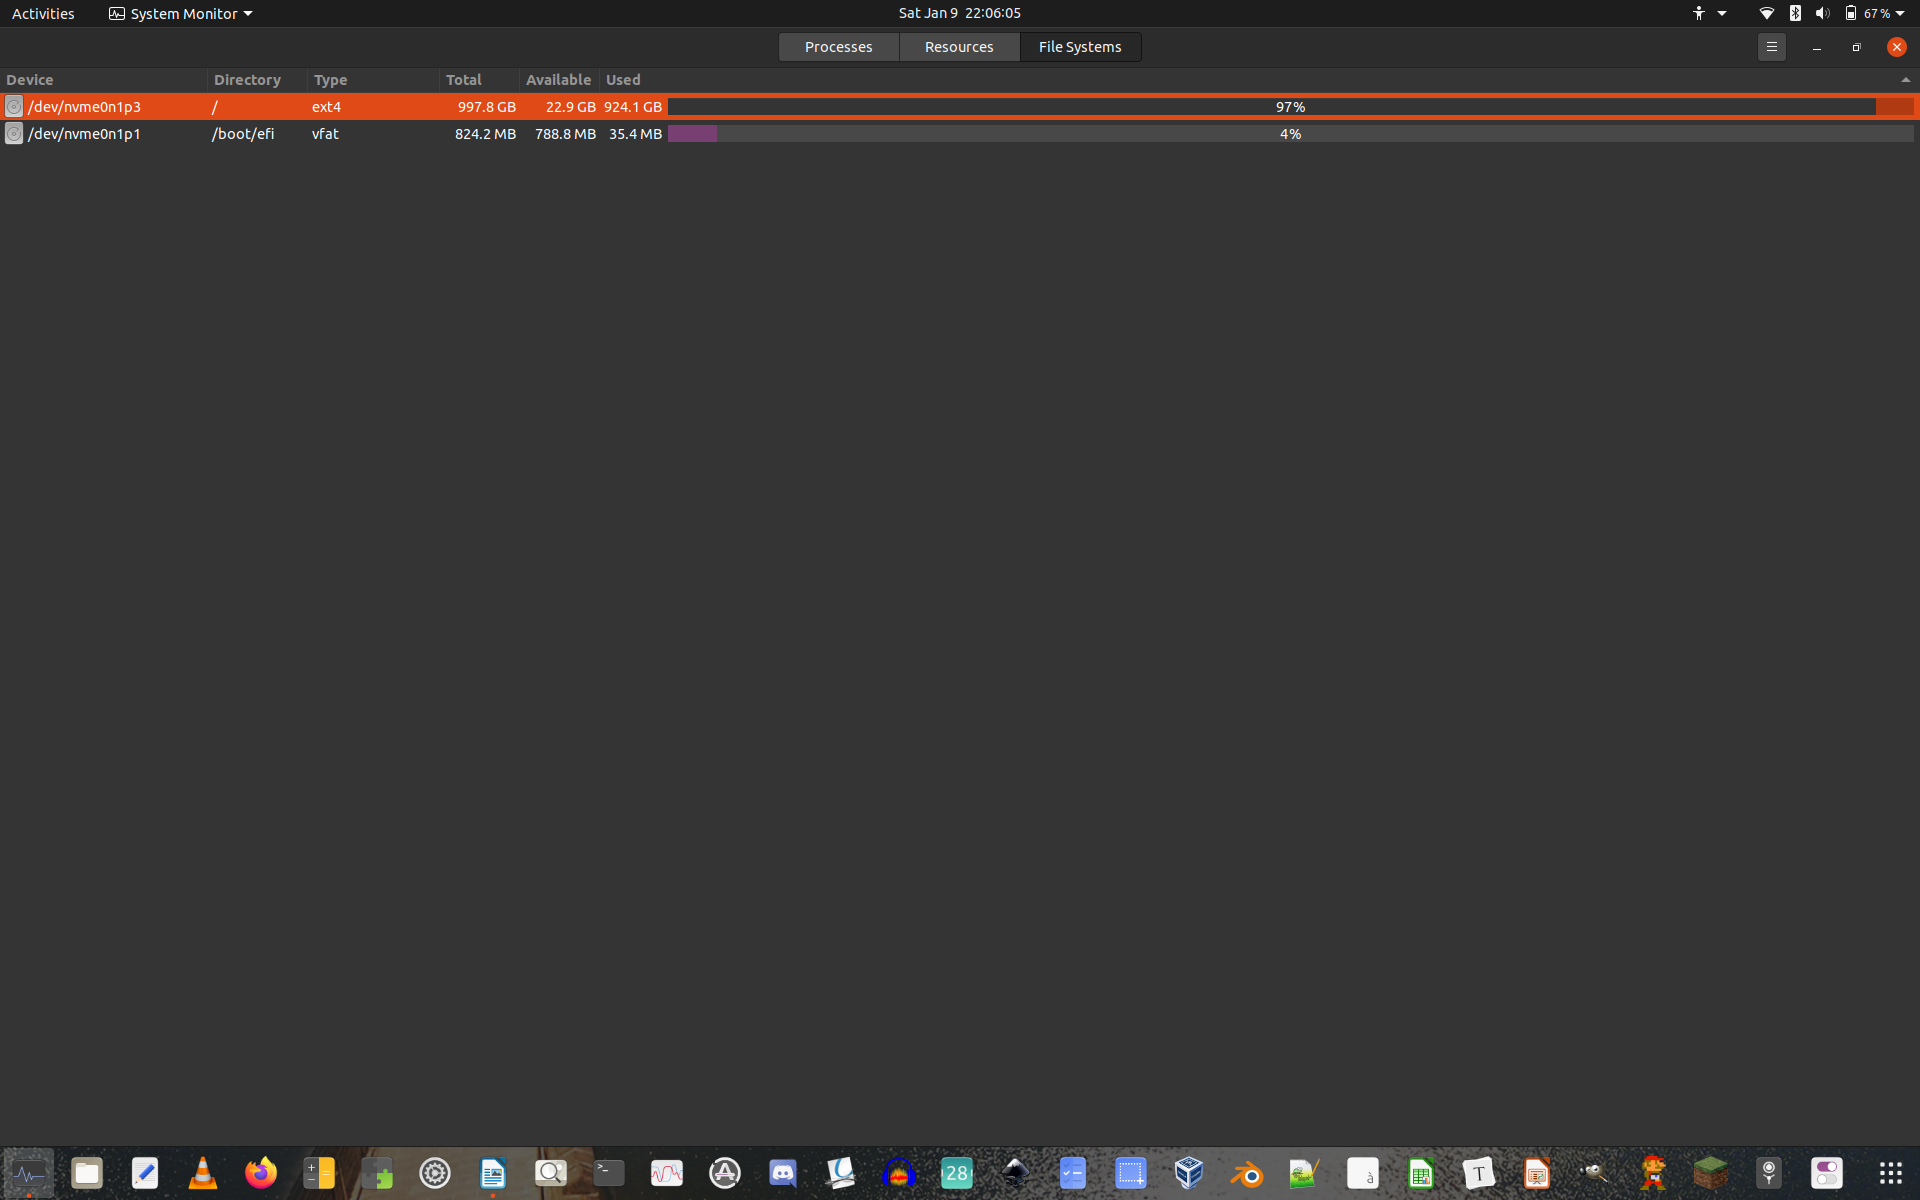 Activities System Monitor Sat Jan 9 22:06:05 67 %
Processes Resources File Systems
Device Directory Type Total Available Used
/dev/nvme0n1p3 / ext4 997.8 GB 22.9 GB 924.1 GB 97%
/dev/nvme0n1p1 /boot/efi vfat 824.2 MB 788.8 MB 35.4 MB 4%
>_ 28 T à